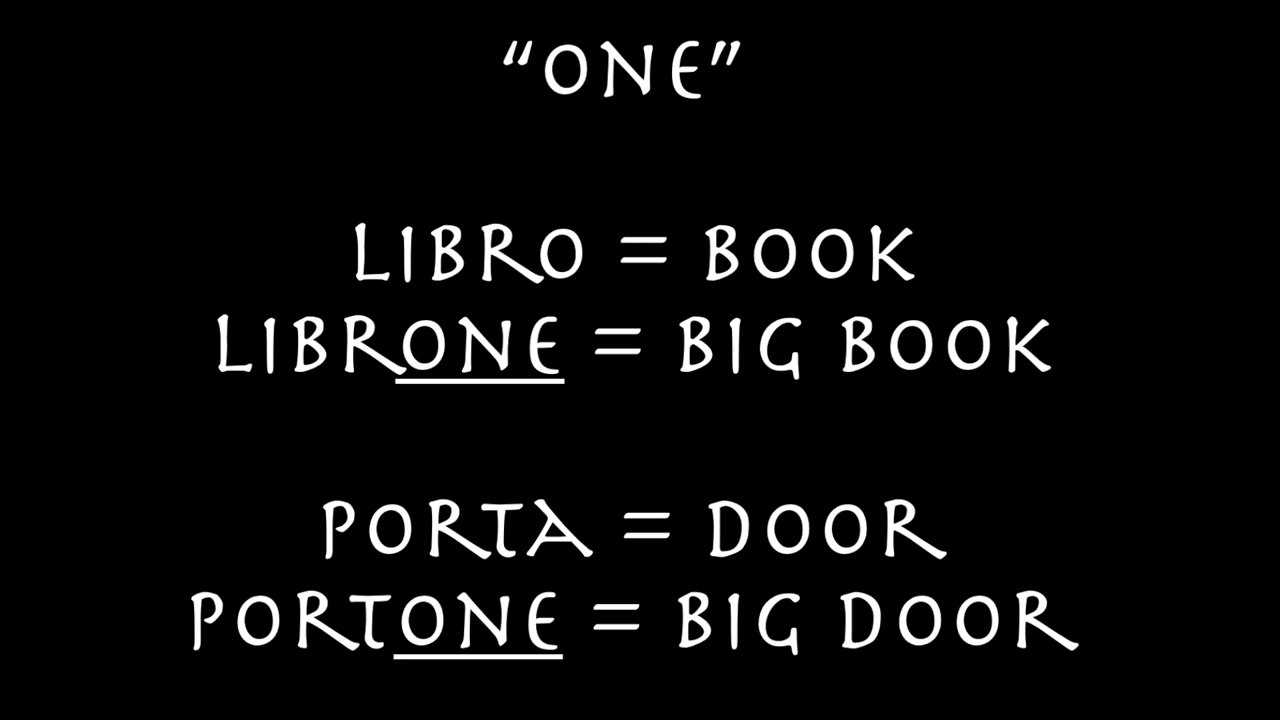 “ONE”
LIBRO = BOOK
LIBRONE = BIG BOOK
PORTA = DOOR
PORTONE = BIG DOOR